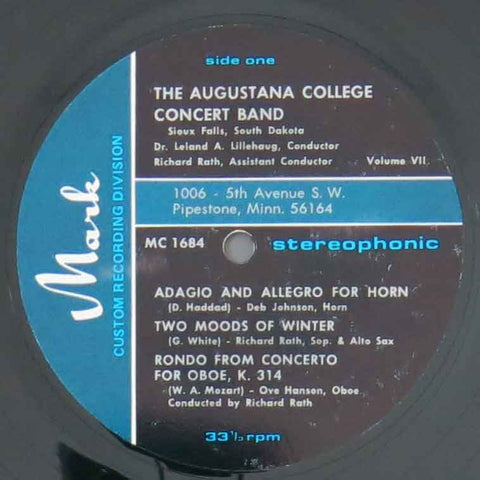 side one
THE AUGUSTANA COLLEGE
CONCERT BAND
Sioux Falls, South Dakota
Dr. Leland A. Lillehaug, Conductor
Richard Rath, Assistant Conductor Volume VII
1006 - 5th Avenue S. W.
Pipestone, Minn. 56164
MC 1684 stereophonic
Mark
CUSTOM RECORDING DIVISION
ADAGIO AND ALLEGRO FOR HORN
(D. Haddad) - Deb Johnson, Horn
TWO MOODS OF WINTER
(G. White) - Richard Rath, Sop. & Alto Sax
RONDO FROM CONCERTO
FOR OBOE, K. 314
(W. A. Mozart) - Ove Hanson, Oboe
Conducted by Richard Rath
33⅓ rpm